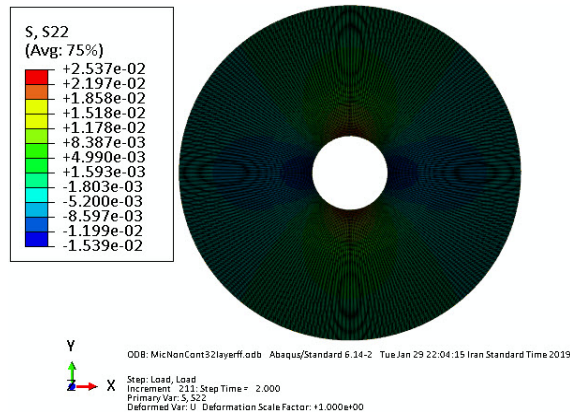 S, S22
(Avg: 75%)
+2.537e-02
+2.197e-02
+1.858e-02
+1.518e-02
+1.178e-02
+8.387e-03
+4.990e-03
+1.593e-03
-1.803e-03
-5.200e-03
-8.597e-03
-1.199e-02
-1.539e-02
Y
Z X
ODB: MicNonCont32layerff.odb Abaqus/Standard 6.14-2 Tue Jan 29 22:04:15 Iran Standard Time 2019
Step: Load, Load
Increment 211: Step Time = 2.000
Primary Var: S, S22
Deformed Var: U Deformation Scale Factor: +1.000e+00